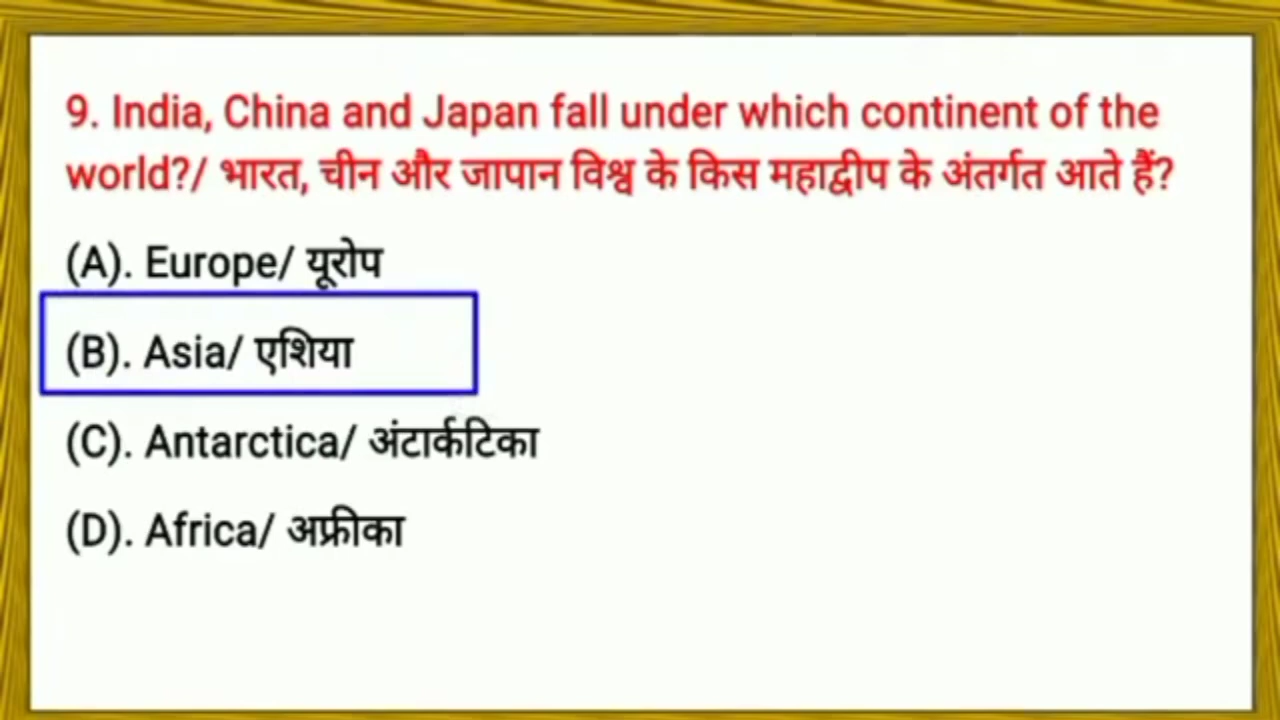 9. India, China and Japan fall under which continent of the
world?/ भारत, चीन और जापान विश्व के किस महाद्वीप के अंतर्गत आते हैं?
(A). Europe/ यूरोप
(B). Asia/ एशिया
(C). Antarctica/ अंटार्कटिका
(D). Africa/ अफ्रीका